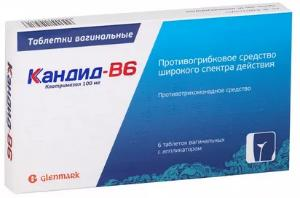 Таблетки вагинальные
Кандид-В6
Клотримазол 100 мг
Противогрибковое средство
широкого спектра действия
Противотрихомонадное средство
6 таблеток вагинальных
с аппликатором
GLENMARK